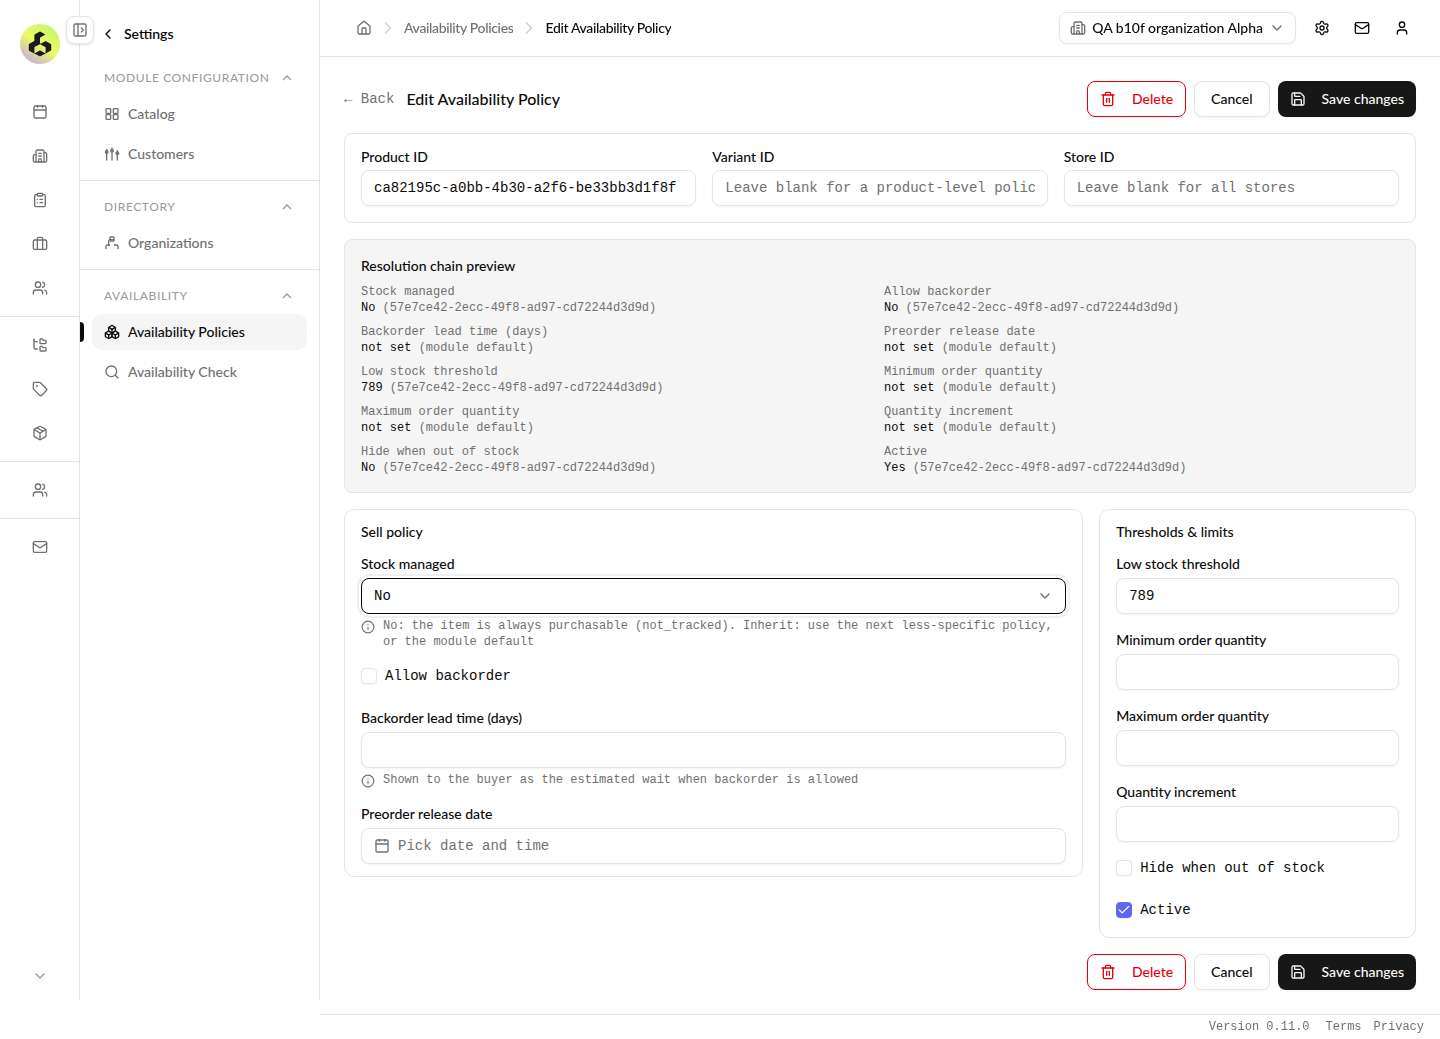 Settings
MODULE CONFIGURATION
Catalog
Customers
DIRECTORY
Organizations
AVAILABILITY
Availability Policies
Availability Check
Availability Policies
Edit Availability Policy
QA b10f organization Alpha
← Back
Edit Availability Policy
Delete
Cancel
Save changes
Product ID
Variant ID
Store ID
ca82195c-a0bb-4b30-a2f6-be33bb3d1f8f
Leave blank for a product-level polic
Leave blank for all stores
Resolution chain preview
Stock managed
No (57e7ce42-2ecc-49f8-ad97-cd72244d3d9d)
Allow backorder
No (57e7ce42-2ecc-49f8-ad97-cd72244d3d9d)
Backorder lead time (days)
not set (module default)
Preorder release date
not set (module default)
Low stock threshold
789 (57e7ce42-2ecc-49f8-ad97-cd72244d3d9d)
Minimum order quantity
not set (module default)
Maximum order quantity
not set (module default)
Quantity increment
not set (module default)
Hide when out of stock
No (57e7ce42-2ecc-49f8-ad97-cd72244d3d9d)
Active
Yes (57e7ce42-2ecc-49f8-ad97-cd72244d3d9d)
Sell policy
Stock managed
No
No: the item is always purchasable (not_tracked). Inherit: use the next less-specific policy,
or the module default
Allow backorder
Backorder lead time (days)
Shown to the buyer as the estimated wait when backorder is allowed
Preorder release date
Pick date and time
Thresholds & limits
Low stock threshold
789
Minimum order quantity
Maximum order quantity
Quantity increment
Hide when out of stock
Active
Delete
Cancel
Save changes
Version 0.11.0
Terms
Privacy